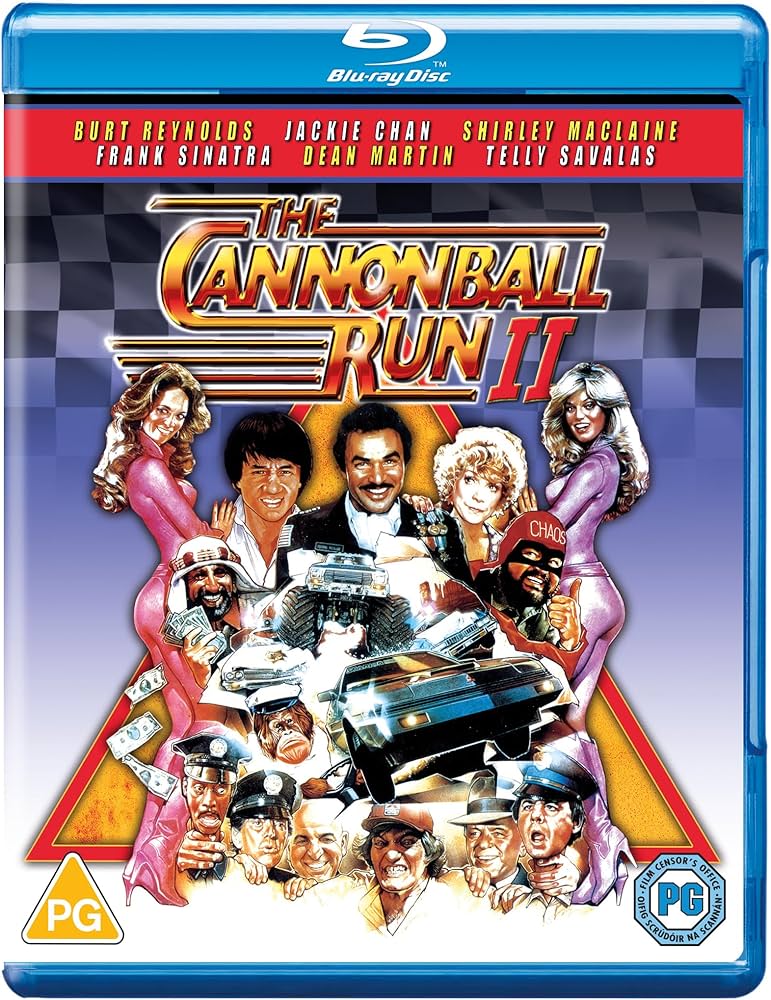 Blu-ray Disc™
BURT REYNOLDS JACKIE CHAN SHIRLEY MACLAINE
FRANK SINATRA DEAN MARTIN TELLY SAVALAS
THE
CANNONBALL
RUN II
CHAOS
PG
FILM CENSOR'S OFFICE
PG
OIFIG SCRÚDÓIR NA SCANNÁN